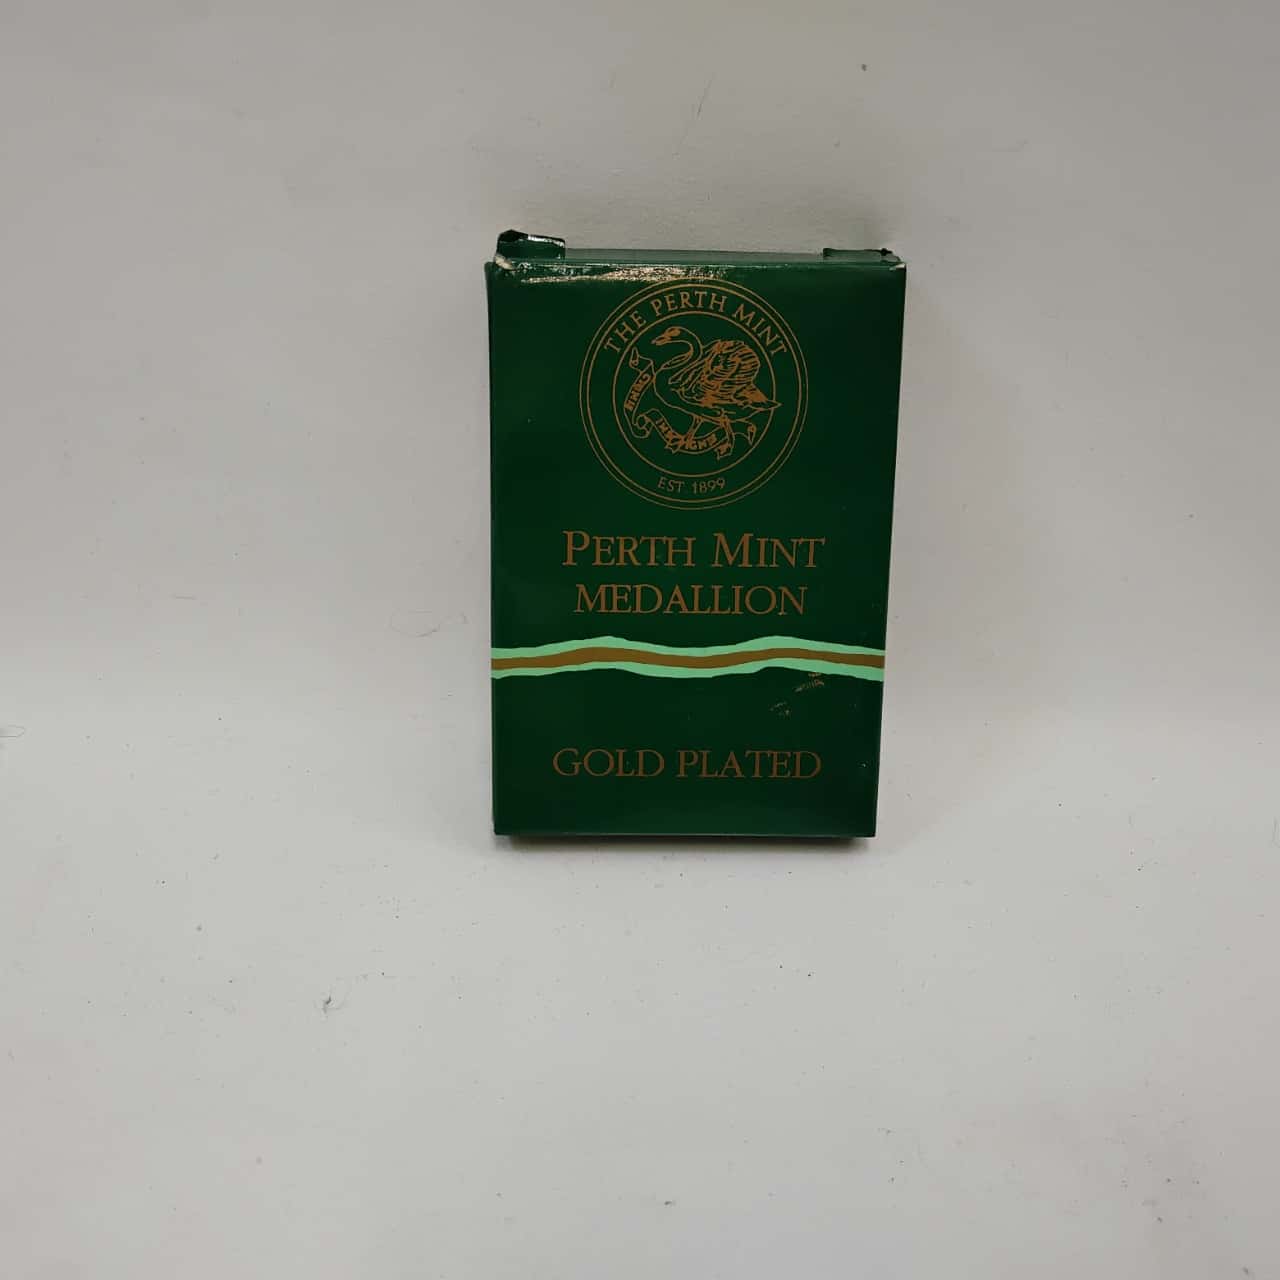 THE PERTH MINT
EST. 1899
PERTH MINT
MEDALLION
GOLD PLATED